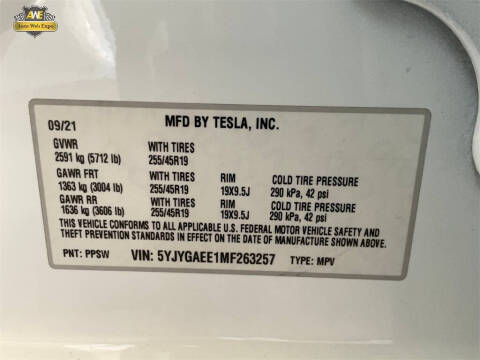 AWE
Auto Web Expo
09/21 MFD BY TESLA, INC.
GVWR WITH TIRES
2591 kg (5712 lb) 255/45R19
GAWR FRT WITH TIRES RIM COLD TIRE PRESSURE
1363 kg (3004 lb) 255/45R19 19X9.5J 290 kPa, 42 psi
GAWR RR WITH TIRES RIM COLD TIRE PRESSURE
1636 kg (3606 lb) 255/45R19 19X9.5J 290 kPa, 42 psi
THIS VEHICLE CONFORMS TO ALL APPLICABLE U.S. FEDERAL MOTOR VEHICLE SAFETY AND
THEFT PREVENTION STANDARDS IN EFFECT ON THE DATE OF MANUFACTURE SHOWN ABOVE.
PNT: PPSW VIN: 5YJYGAEE1MF263257 TYPE: MPV